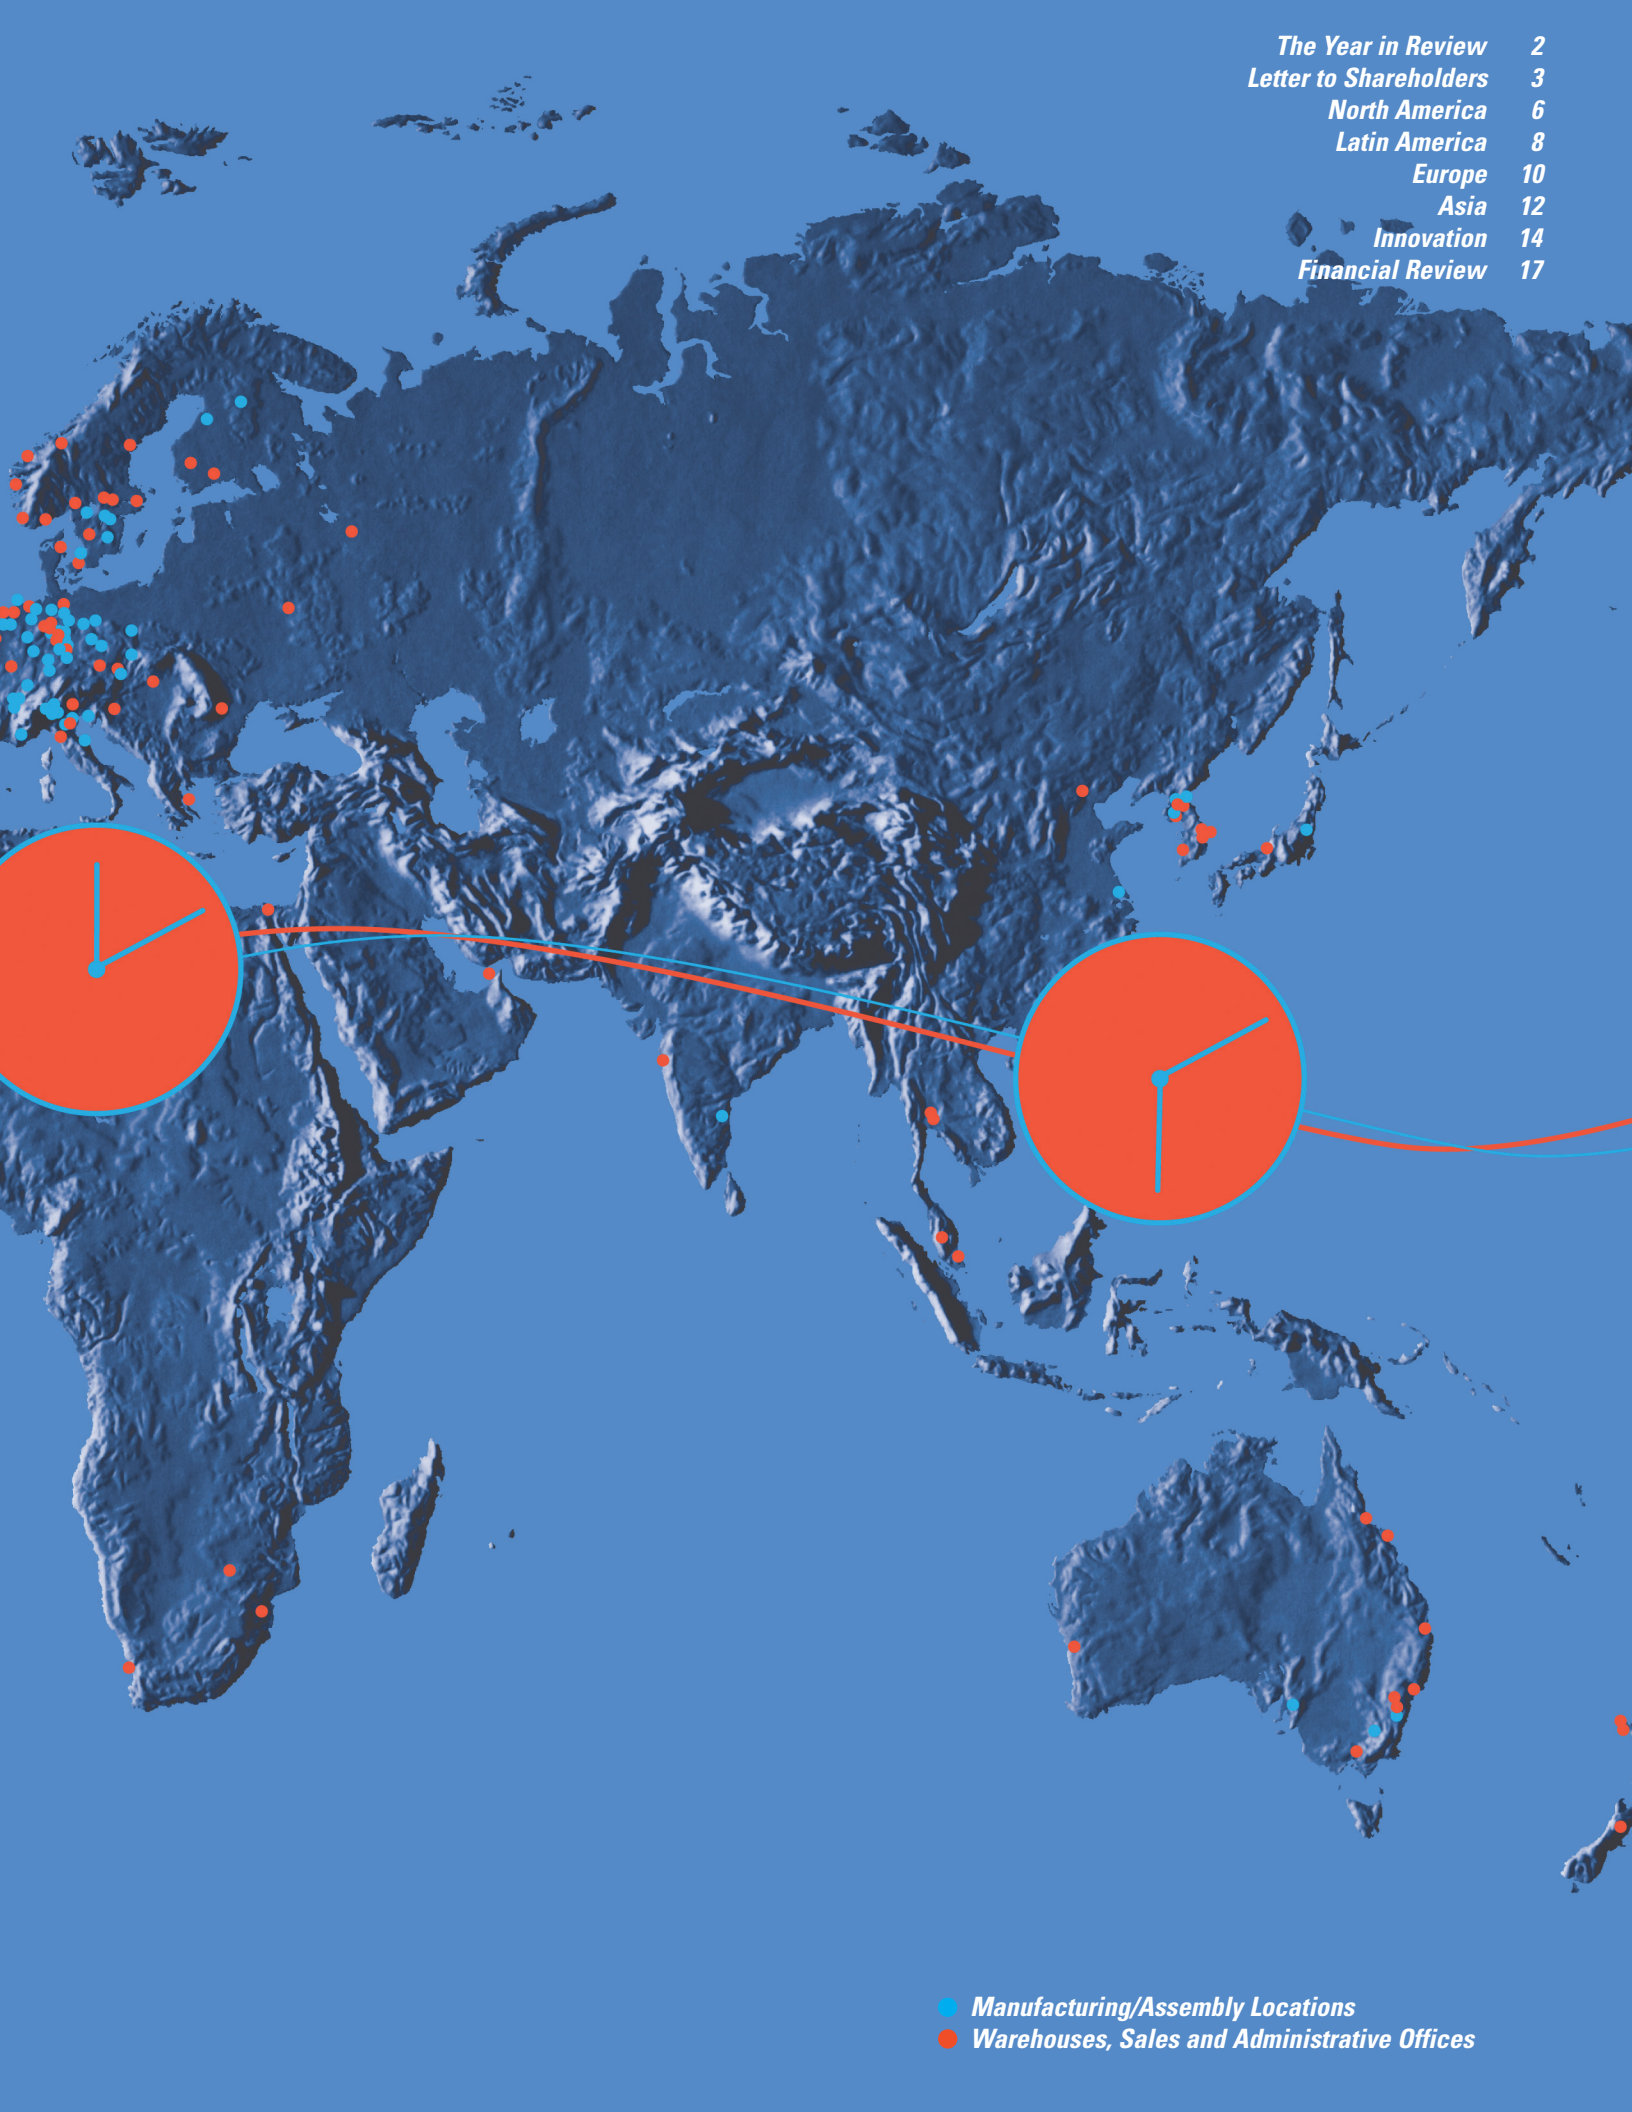 The Year in Review 2
Letter to Shareholders 3
North America 6
Latin America 8
Europe 10
Asia 12
Innovation 14
Financial Review 17
Manufacturing/Assembly Locations
Warehouses, Sales and Administrative Offices